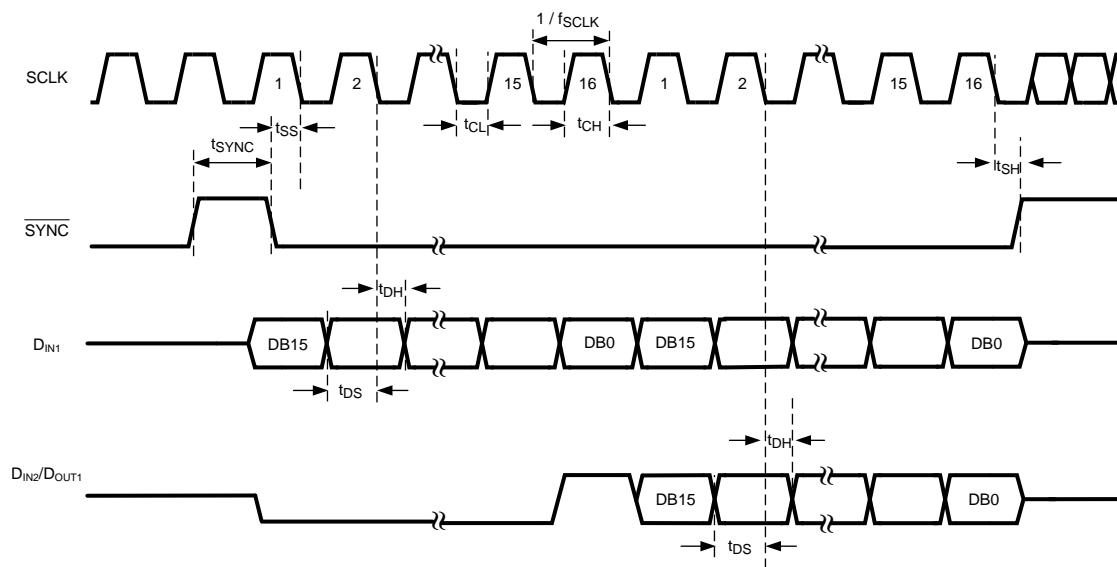 1 / fSCLK
SCLK
1 2 15 16 1 2 15 16
tSS
tCL
tCH
tSYNC
tSH
SYNC
tDH
DIN1
DB15 DB0 DB15 DB0
tDS
tDH
DIN2/DOUT1
DB15 DB0
tDS